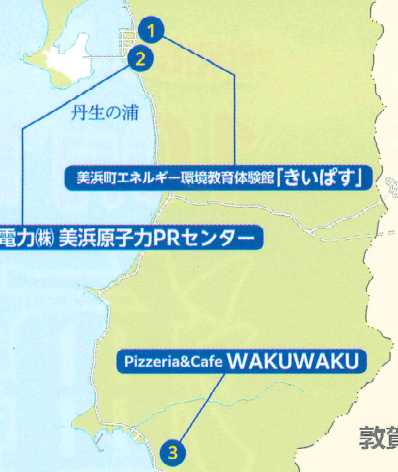 1
2
丹生の浦
美浜町エネルギー環境教育体験館「きいぱす」
電力㈱ 美浜原子力PRセンター
Pizzeria&Cafe WAKUWAKU
敦賀
3